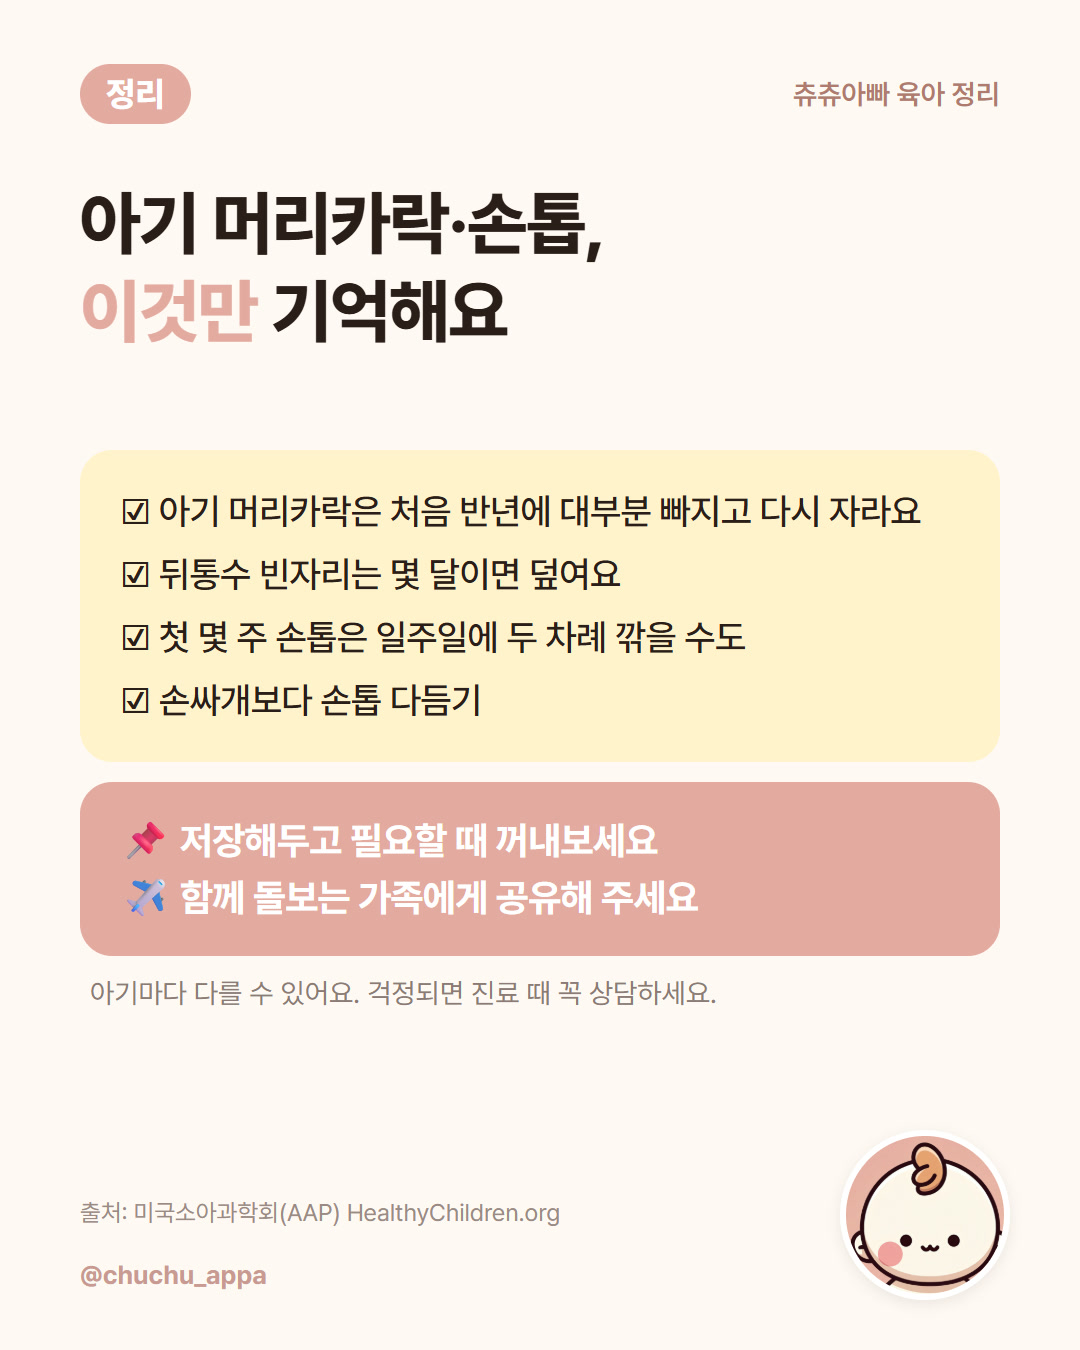 정리
츄츄아빠 육아 정리
아기 머리카락·손톱,
이것만 기억해요
☑ 아기 머리카락은 처음 반년에 대부분 빠지고 다시 자라요
☑ 뒤통수 빈자리는 몇 달이면 덮여요
☑ 첫 몇 주 손톱은 일주일에 두 차례 깎을 수도
☑ 손싸개보다 손톱 다듬기
📌 저장해두고 필요할 때 꺼내보세요
✈️ 함께 돌보는 가족에게 공유해 주세요
아기마다 다를 수 있어요. 걱정되면 진료 때 꼭 상담하세요.
출처: 미국소아과학회(AAP) HealthyChildren.org
@chuchu_appa